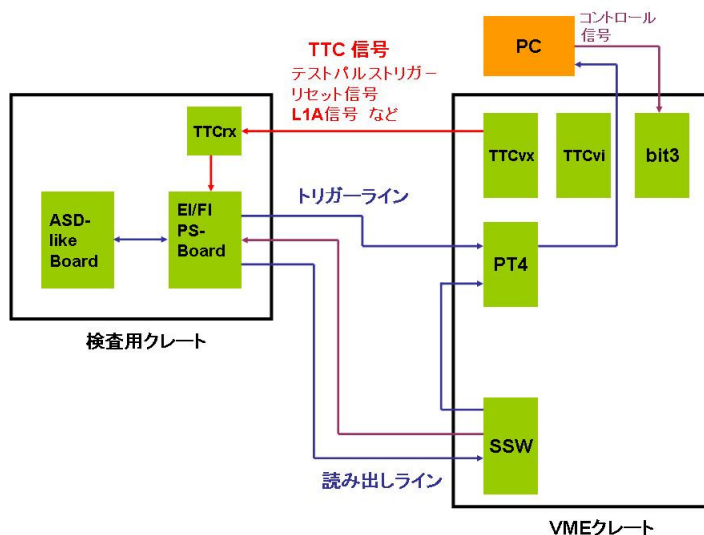 コントロール
信号
PC
TTC 信号
テストパルストリガー
リセット信号
L1A信号 など
TTCrx
TTCvx
TTCvi
bit3
ASD-
like
Board
EI/FI
PS-
Board
トリガーライン
PT4
検査用クレート
SSW
読み出しライン
VMEクレート